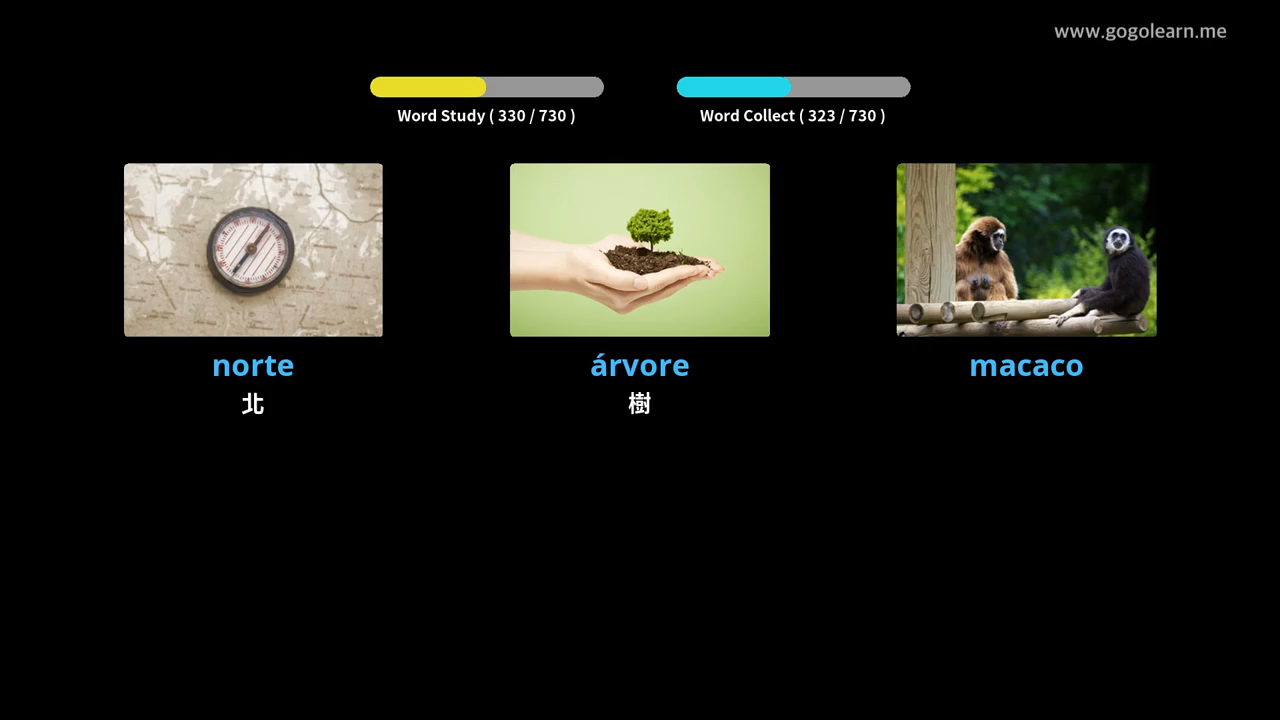 www.gogolearn.me
Word Study ( 330 / 730 )
Word Collect ( 323 / 730 )
norte
árvore
macaco
北
樹